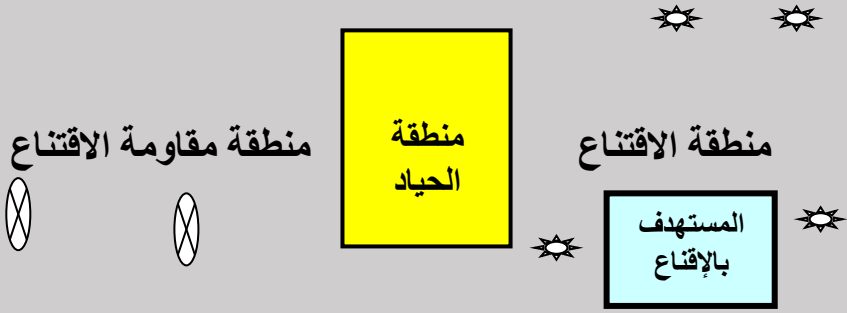 منطقة الاقتناع
منطقة
الحياد
منطقة مقاومة الاقتناع
المستهدف
بالإقناع